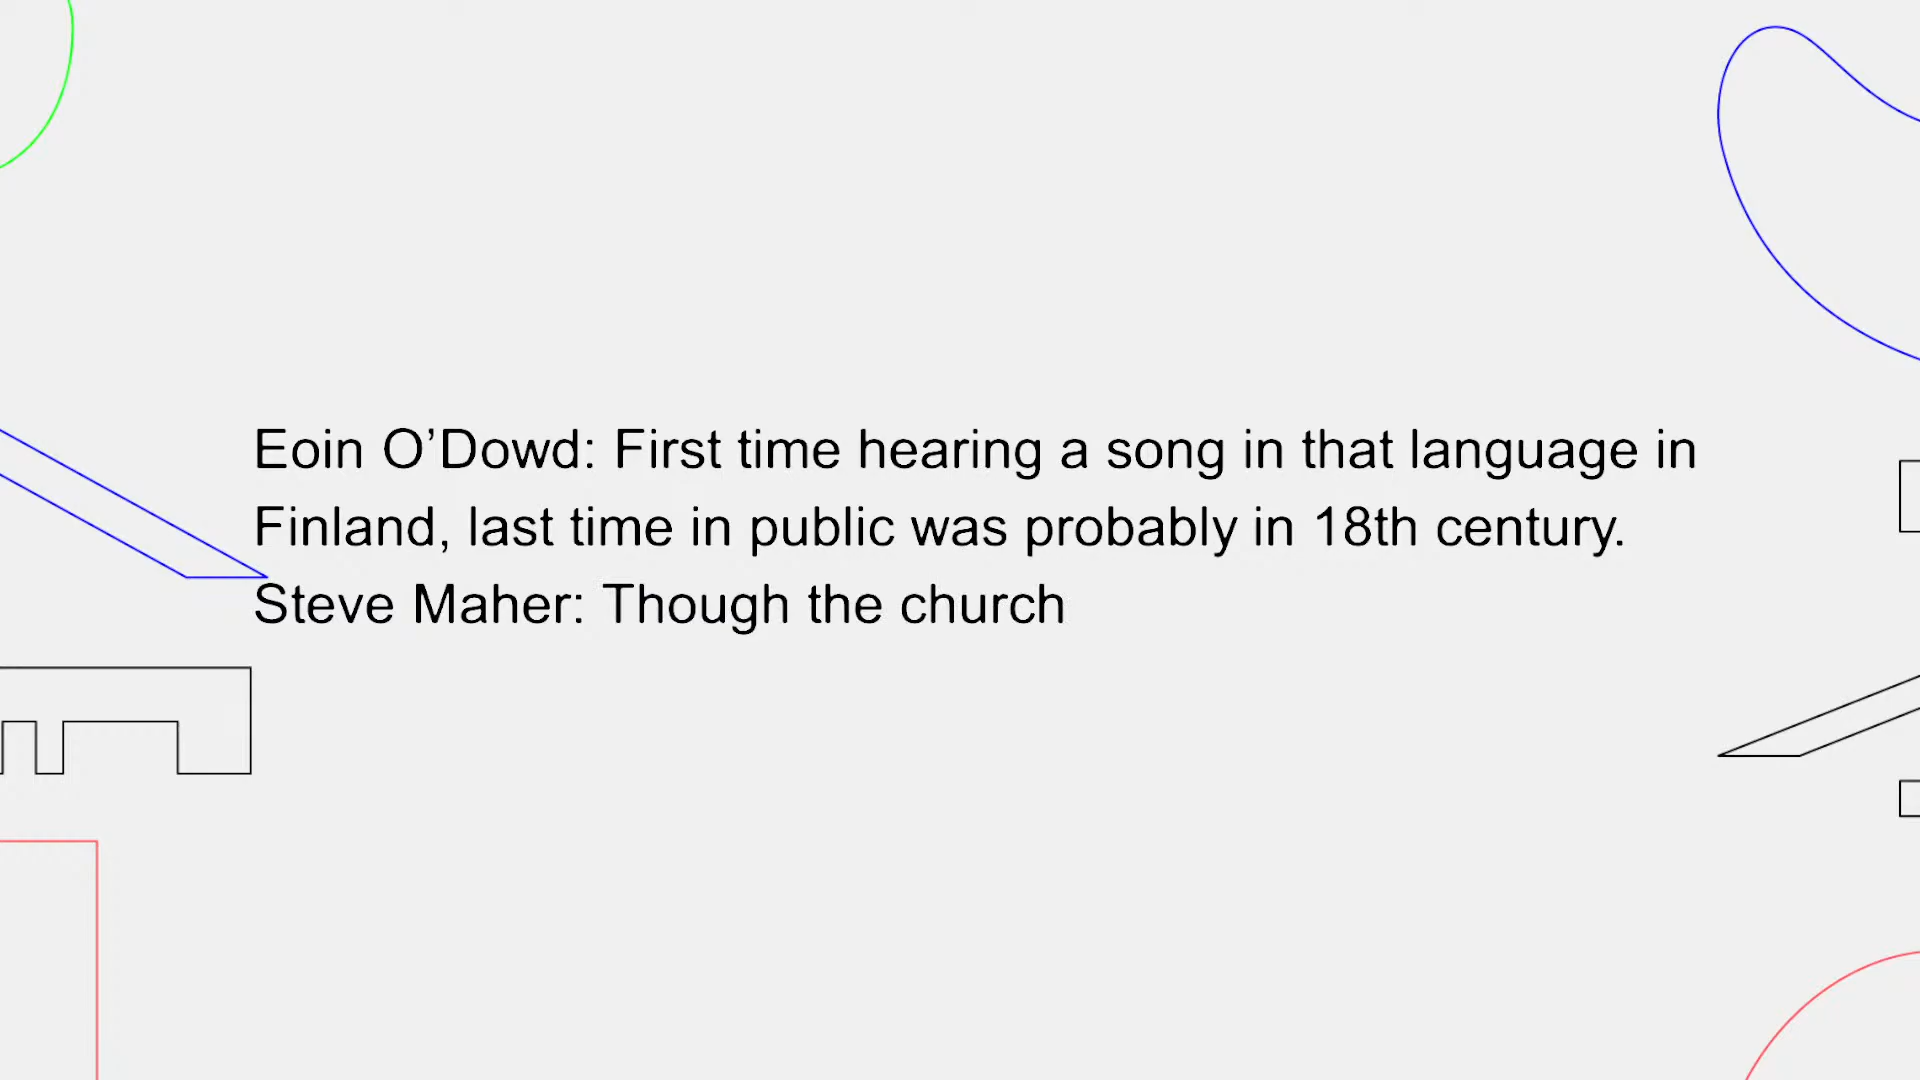 Eoin O’Dowd: First time hearing a song in that language in
Finland, last time in public was probably in 18th century.
Steve Maher: Though the church